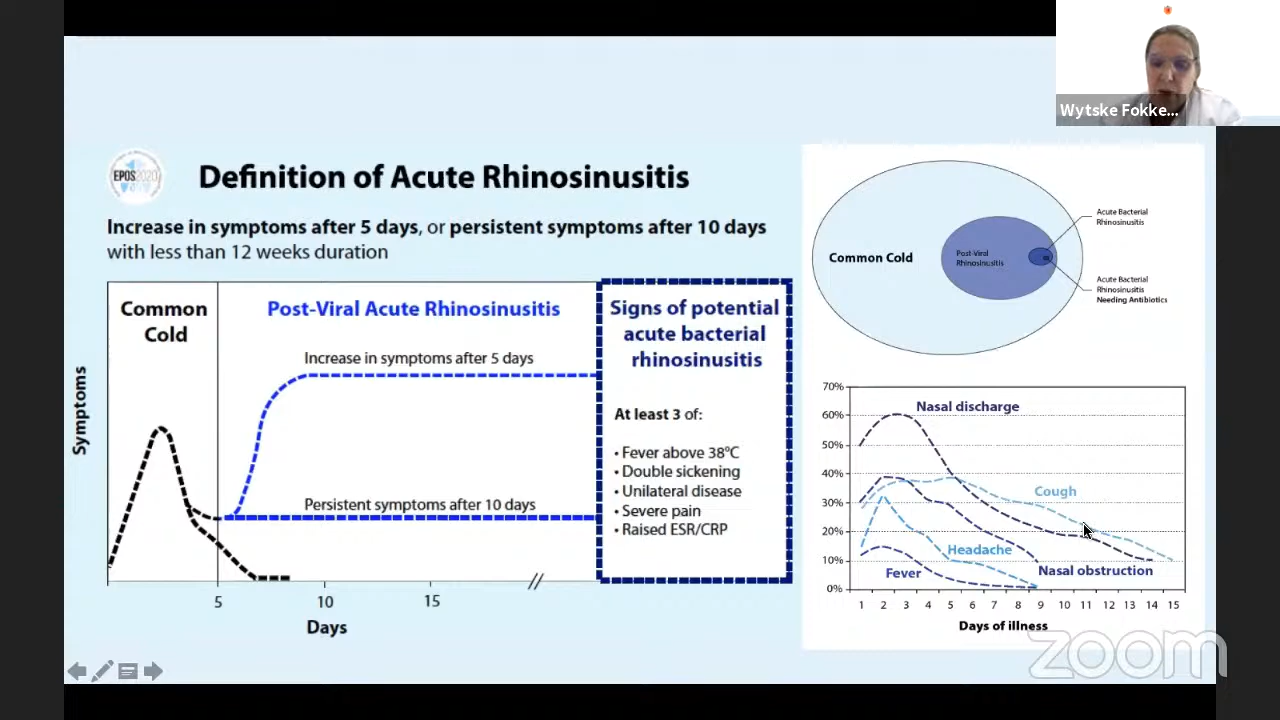 Wytske Fokke...
EPOS2020
Definition of Acute Rhinosinusitis
Increase in symptoms after 5 days, or persistent symptoms after 10 days
with less than 12 weeks duration
Common
Cold
Post-Viral Acute Rhinosinusitis
Increase in symptoms after 5 days
Persistent symptoms after 10 days
Symptoms
5
10
15
Days
Signs of potential
acute bacterial
rhinosinusitis
At least 3 of:
• Fever above 38°C
• Double sickening
• Unilateral disease
• Severe pain
• Raised ESR/CRP
Common Cold
Post-Viral
Rhinosinusitis
Acute Bacterial
Rhinosinusitis
Acute Bacterial
Rhinosinusitis
Needing Antibiotics
70%
60%
50%
40%
30%
20%
10%
0%
Nasal discharge
Cough
Headache
Nasal obstruction
Fever
1 2 3 4 5 6 7 8 9 10 11 12 13 14 15
Days of illness
zoom